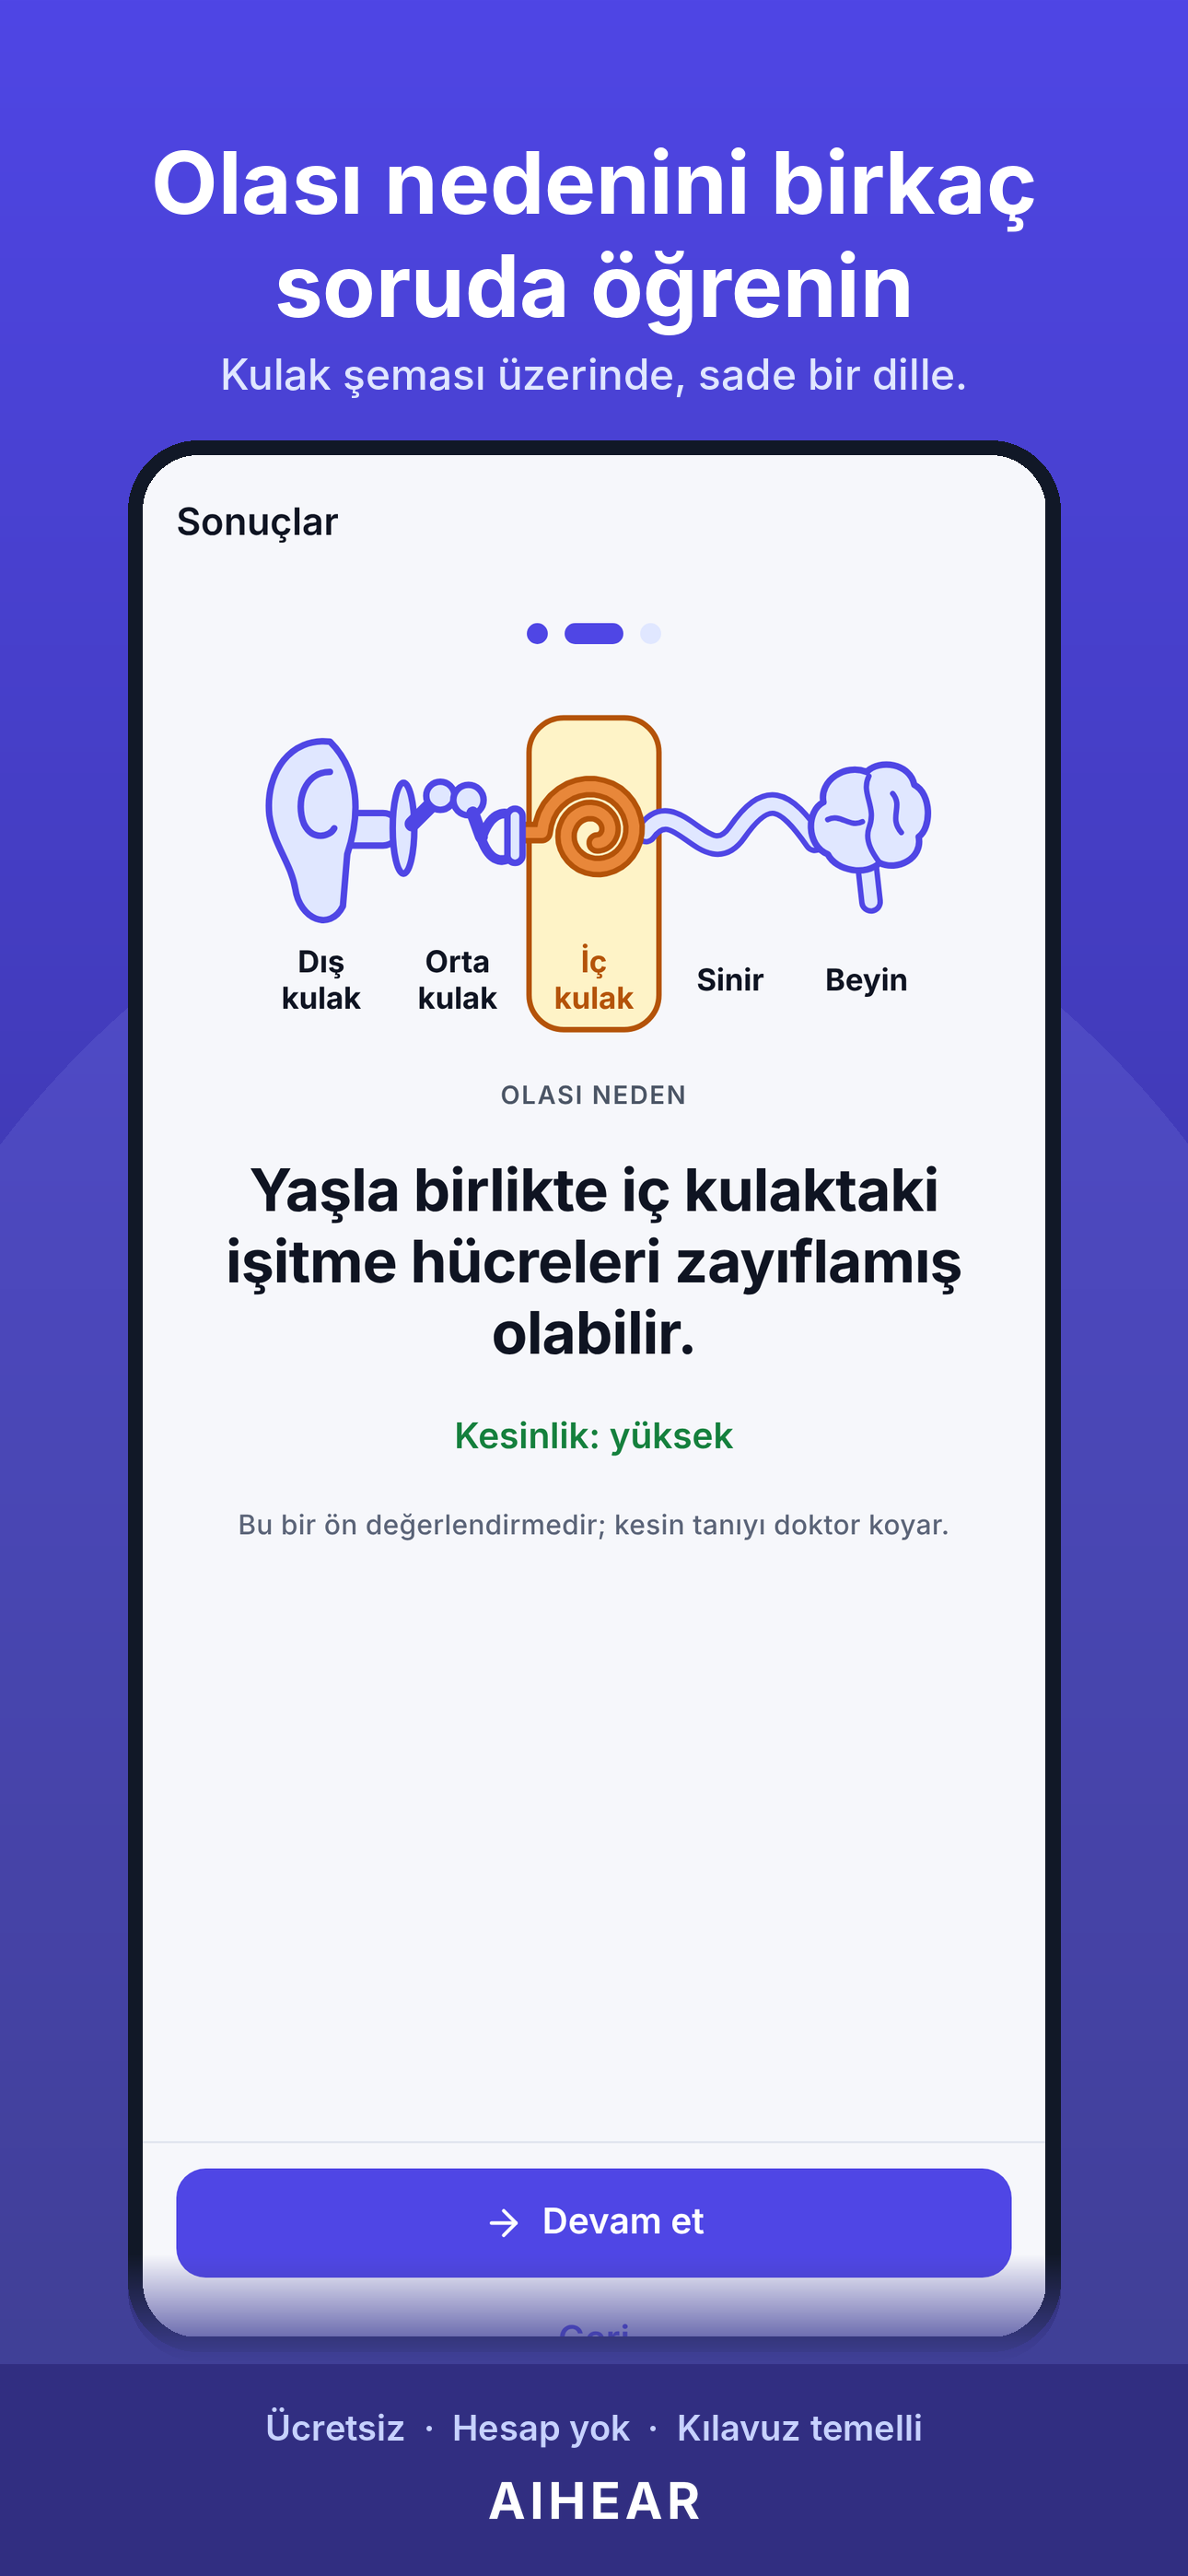 Olası nedenini birkaç
soruda öğrenin
Kulak şeması üzerinde, sade bir dille.
Sonuçlar
Dış
kulak
Orta
kulak
İç
kulak
Sinir
Beyin
OLASI NEDEN
Yaşla birlikte iç kulaktaki
işitme hücreleri zayıflamış
olabilir.
Kesinlik: yüksek
Bu bir ön değerlendirmedir; kesin tanıyı doktor koyar.
Devam et
Geri
Ücretsiz · Hesap yok · Kılavuz temelli
AIHEAR